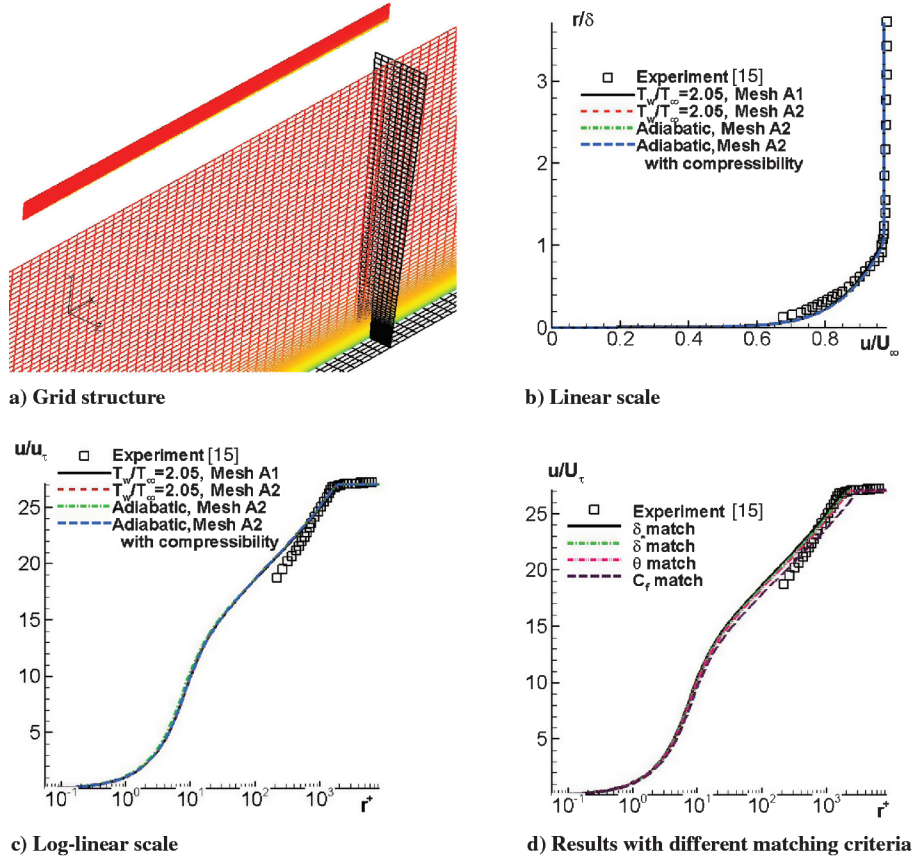 a) Grid structure
r/δ
3
2
1
0
0 0.2 0.4 0.6 0.8
u/U∞
Experiment [15]
Tw/T∞=2.05, Mesh A1
Tw/T∞=2.05, Mesh A2
Adiabatic, Mesh A2
Adiabatic, Mesh A2
with compressibility
b) Linear scale
u/uτ
25
20
15
10
5
10⁻¹ 10⁰ 10¹ 10² 10³
r⁺
Experiment [15]
Tw/T∞=2.05, Mesh A1
Tw/T∞=2.05, Mesh A2
Adiabatic, Mesh A2
Adiabatic, Mesh A2
with compressibility
c) Log-linear scale
u/Uτ
25
20
15
10
5
10⁻¹ 10⁰ 10¹ 10² 10³
r⁺
Experiment [15]
δ match
δ* match
θ match
Cf match
d) Results with different matching criteria